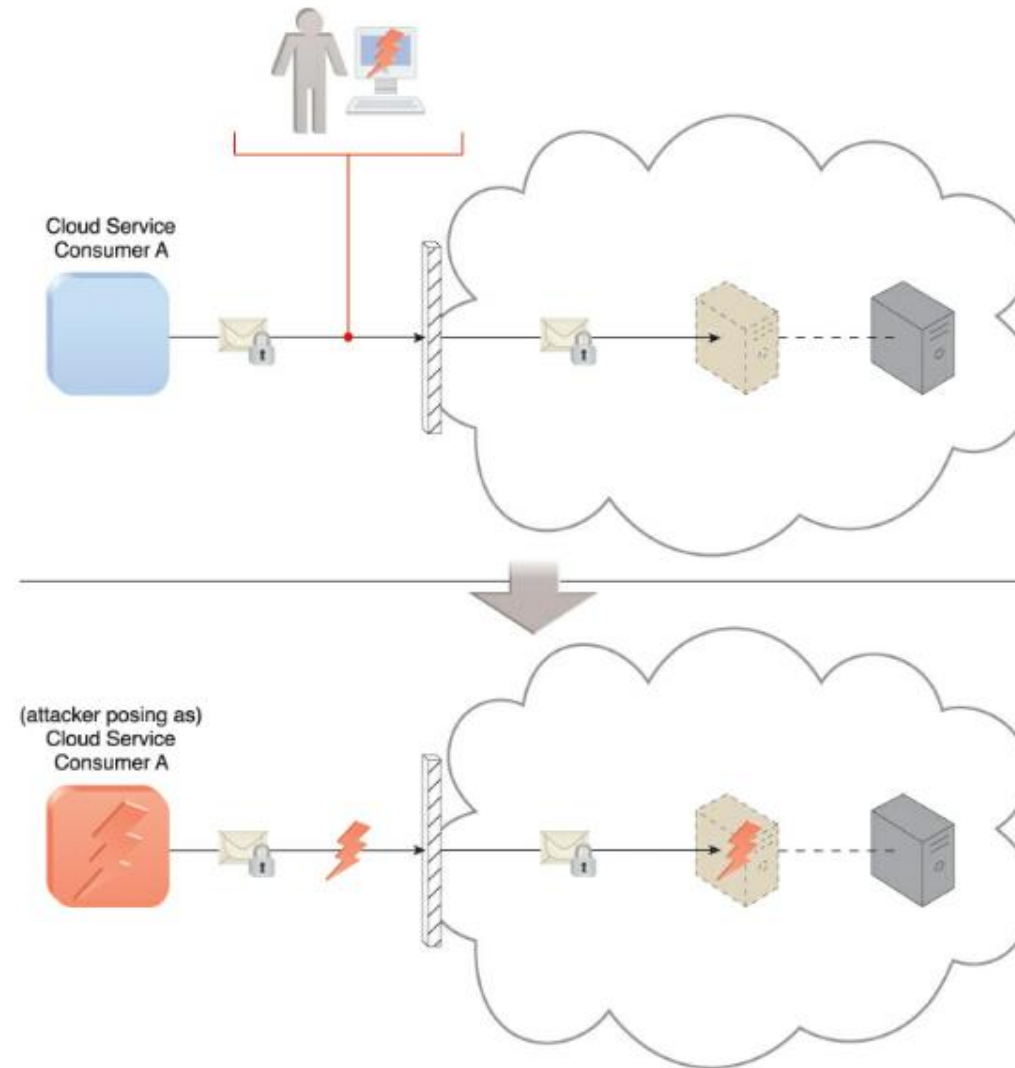 Cloud Service
Consumer A
(attacker posing as)
Cloud Service
Consumer A